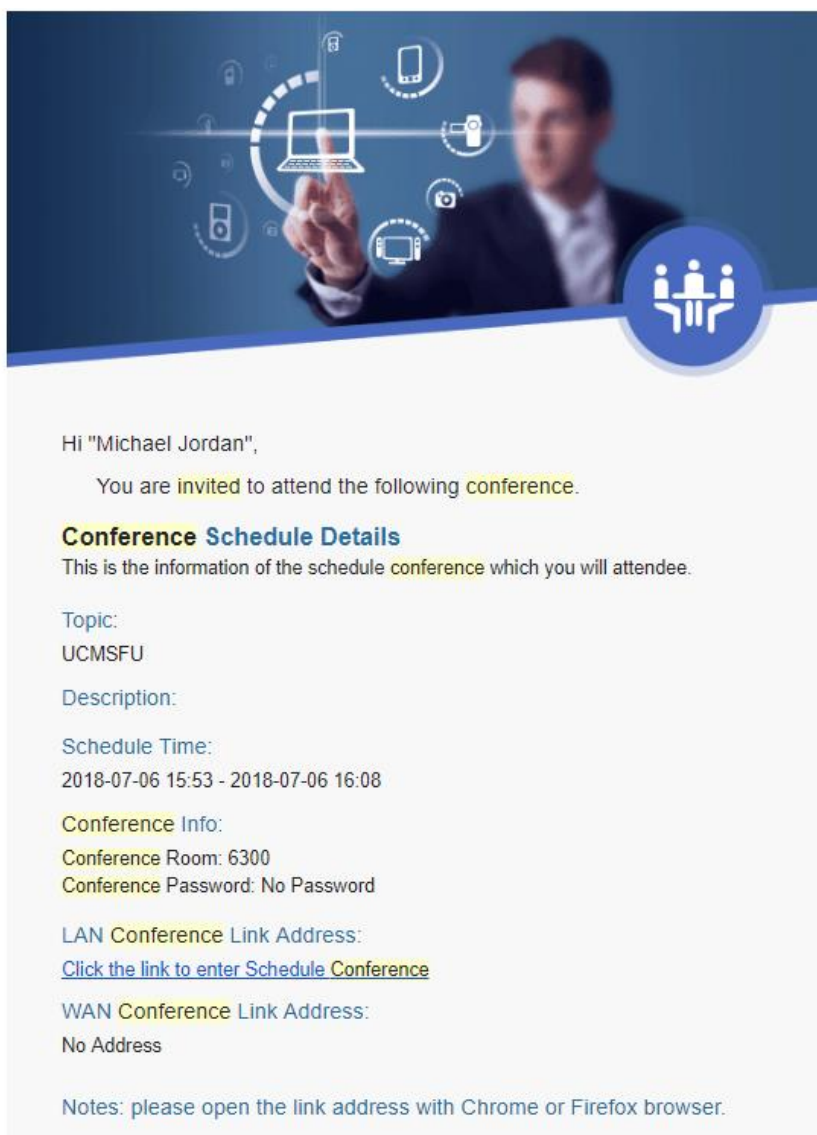 Hi "Michael Jordan",
You are invited to attend the following conference.
Conference Schedule Details
This is the information of the schedule conference which you will attendee.
Topic:
UCMSFU
Description:
Schedule Time:
2018-07-06 15:53 - 2018-07-06 16:08
Conference Info:
Conference Room: 6300
Conference Password: No Password
LAN Conference Link Address:
Click the link to enter Schedule Conference
WAN Conference Link Address:
No Address
Notes: please open the link address with Chrome or Firefox browser.